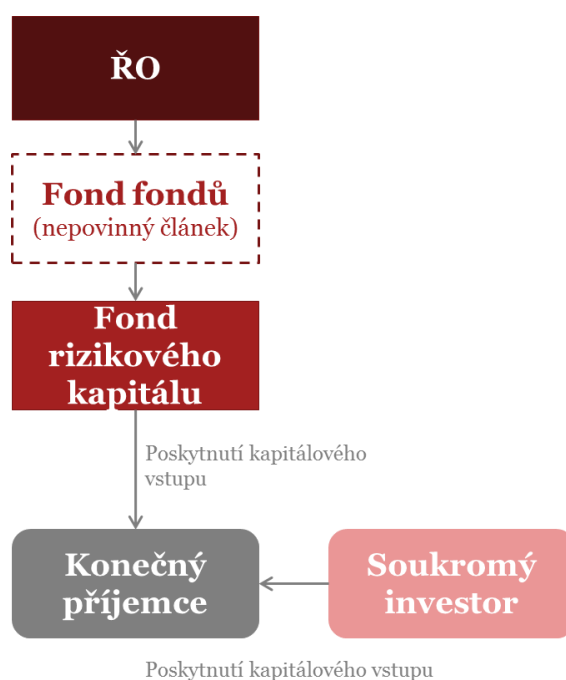 ŘO
Fond fondů
(nepovinný článek)
Fond
rizikového
kapitálu
Poskytnutí kapitálového
vstupu
Konečný
příjemce
Soukromý
investor
Poskytnutí kapitálového vstupu